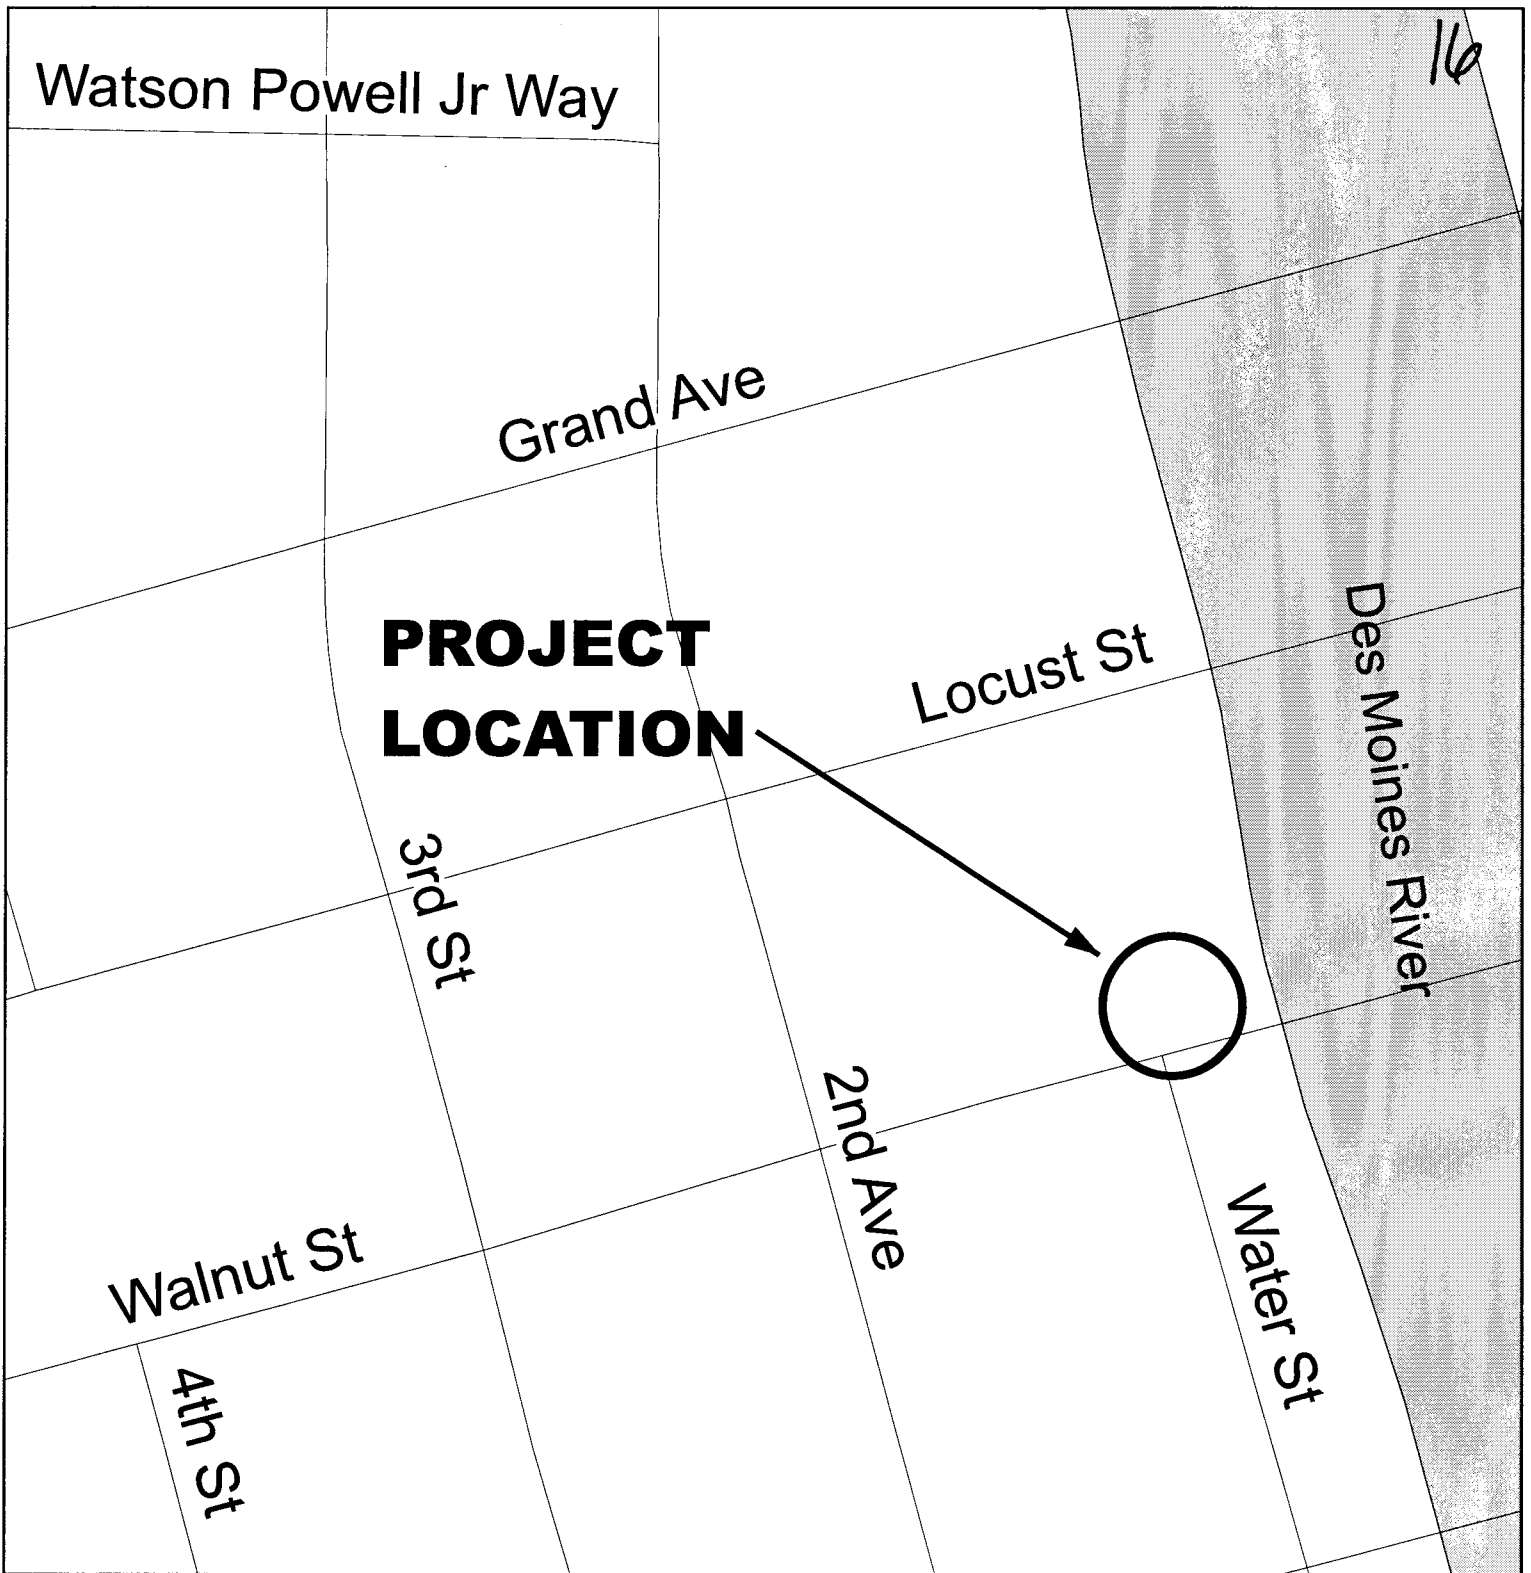 16
Watson Powell Jr Way
Grand Ave
PROJECT
LOCATION
Locust St
Des Moines River
3rd St
2nd Ave
Walnut St
Water St
4th St